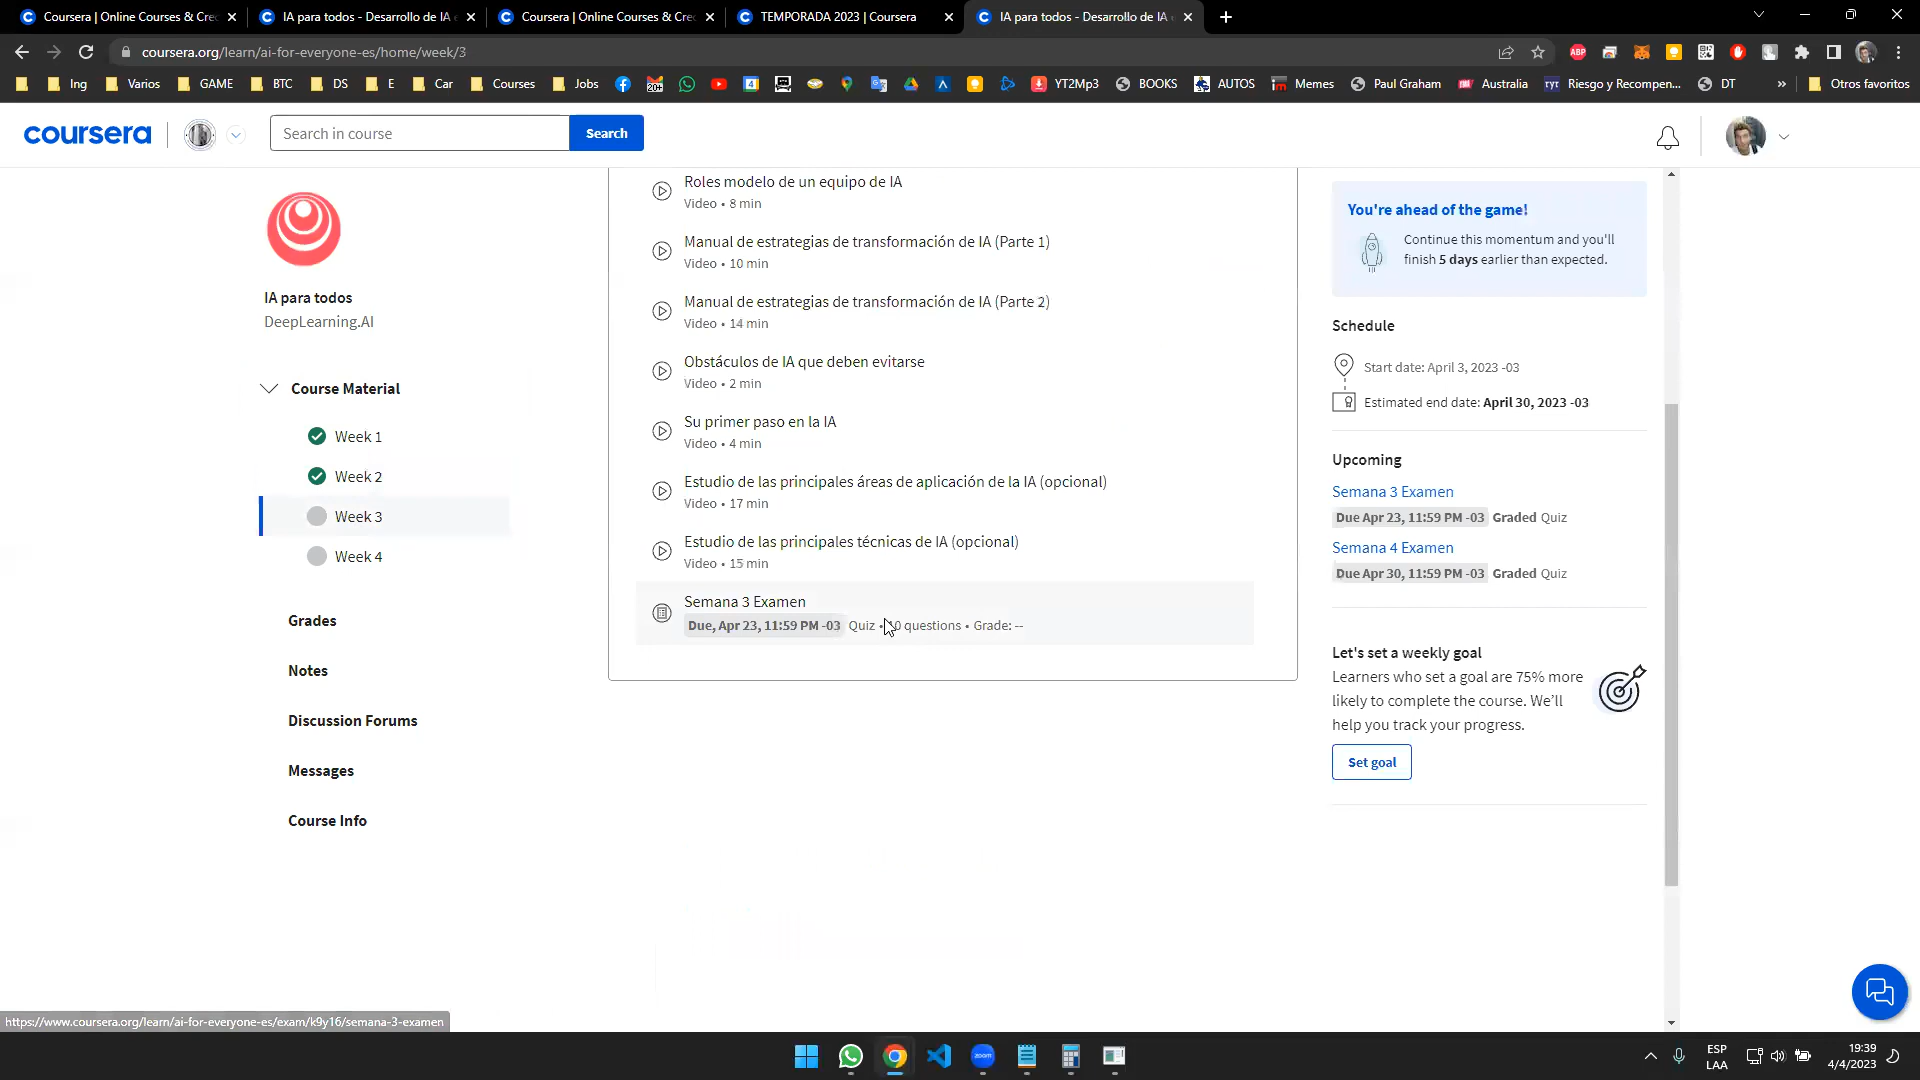 Coursera | Online Courses & Cre
IA para todos - Desarrollo de IA
Coursera | Online Courses & Cre
TEMPORADA 2023 | Coursera
IA para todos - Desarrollo de IA
coursera.org/learn/ai-for-everyone-es/home/week/3
Ing
Varios
GAME
BTC
DS
E
Car
Courses
Jobs
YT2Mp3
BOOKS
AUTOS
Memes
Paul Graham
Australia
Riesgo y Recompen...
DT
»
Otros favoritos
coursera
Search in course
Search
IA para todos
DeepLearning.AI
Course Material
Week 1
Week 2
Week 3
Week 4
Grades
Notes
Discussion Forums
Messages
Course Info
Roles modelo de un equipo de IA
Video • 8 min
Manual de estrategias de transformación de IA (Parte 1)
Video • 10 min
Manual de estrategias de transformación de IA (Parte 2)
Video • 14 min
Obstáculos de IA que deben evitarse
Video • 2 min
Su primer paso en la IA
Video • 4 min
Estudio de las principales áreas de aplicación de la IA (opcional)
Video • 17 min
Estudio de las principales técnicas de IA (opcional)
Video • 15 min
Semana 3 Examen
Due, Apr 23, 11:59 PM -03 Quiz • 10 questions • Grade: --
You're ahead of the game!
Continue this momentum and you'll
finish 5 days earlier than expected.
Schedule
Start date: April 3, 2023 -03
Estimated end date: April 30, 2023 -03
Upcoming
Semana 3 Examen
Due Apr 23, 11:59 PM -03 Graded Quiz
Semana 4 Examen
Due Apr 30, 11:59 PM -03 Graded Quiz
Let's set a weekly goal
Learners who set a goal are 75% more
likely to complete the course. We'll
help you track your progress.
Set goal
https://www.coursera.org/learn/ai-for-everyone-es/exam/k9y16/semana-3-examen
zoom
ESP
LAA
19:39
4/4/2023